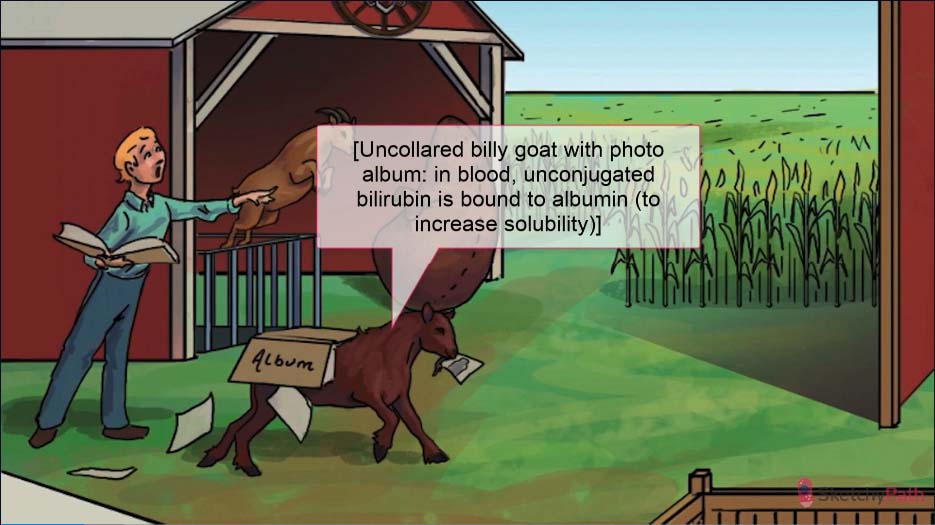 [Uncollared billy goat with photo
album: in blood, unconjugated
bilirubin is bound to albumin (to
increase solubility)]
Album
SketchyPath